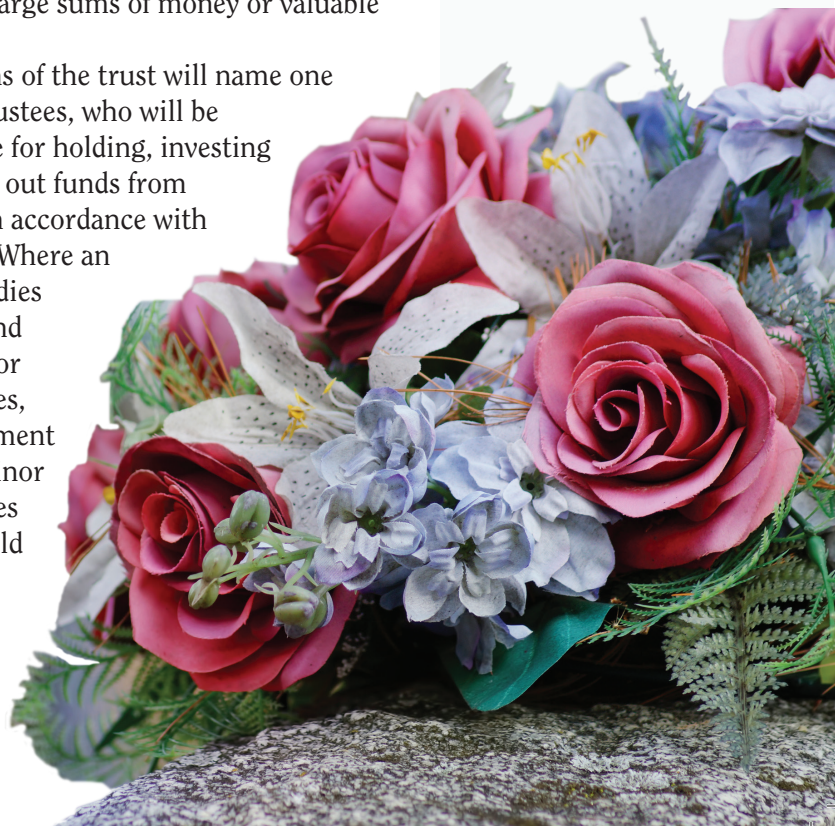 arge sums of money or valuable
ns of the trust will name one
ustees, who will be
e for holding, investing
out funds from
n accordance with
Where an
dies
nd
or
es,
ment
nor
es
ld